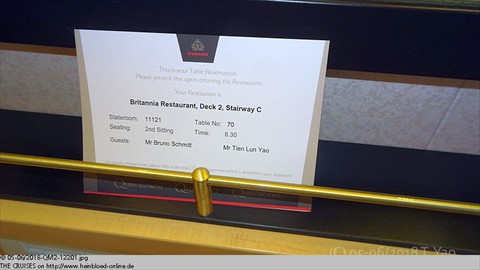 CUNARD
This is your Table Reservation.
Please present this upon entering the Restaurant.
Your Restaurant is
Britannia Restaurant, Deck 2, Stairway C
Stateroom: 11121 Table No: 70
Seating: 2nd Sitting Time: 8.30
Guests: Mr Bruno Schmitt Mr Tien Lun Yao
QUEEN ELIZABETH
© 05-06/2018-QM2-12201.jpg
THE CRUISES on http://www.heinbloed-online.de